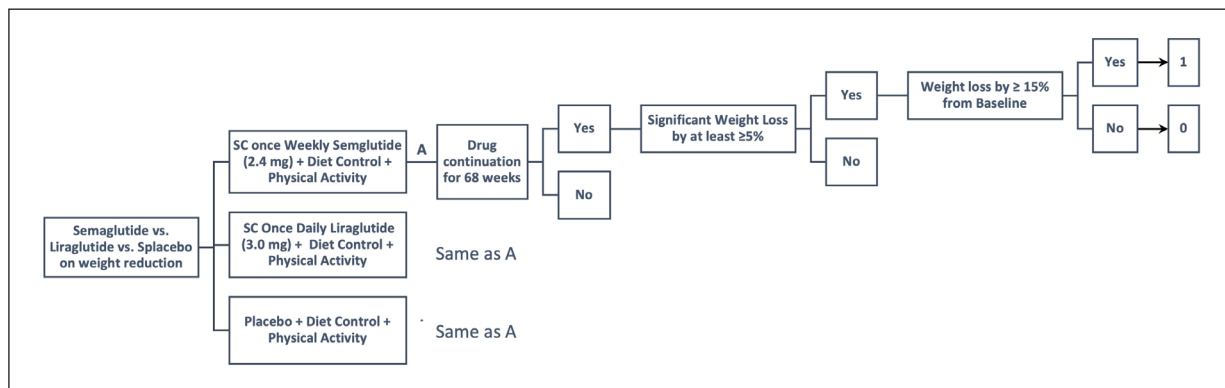 Semaglutide vs.
Liraglutide vs. Splacebo
on weight reduction
SC once Weekly Semglutide
(2.4 mg) + Diet Control +
Physical Activity
A
Drug
continuation
for 68 weeks
Yes
No
Significant Weight Loss
by at least ≥5%
Yes
No
Weight loss by ≥ 15%
from Baseline
Yes
1
No
0
SC Once Daily Liraglutide
(3.0 mg) + Diet Control +
Physical Activity
Same as A
Placebo + Diet Control +
Physical Activity
Same as A